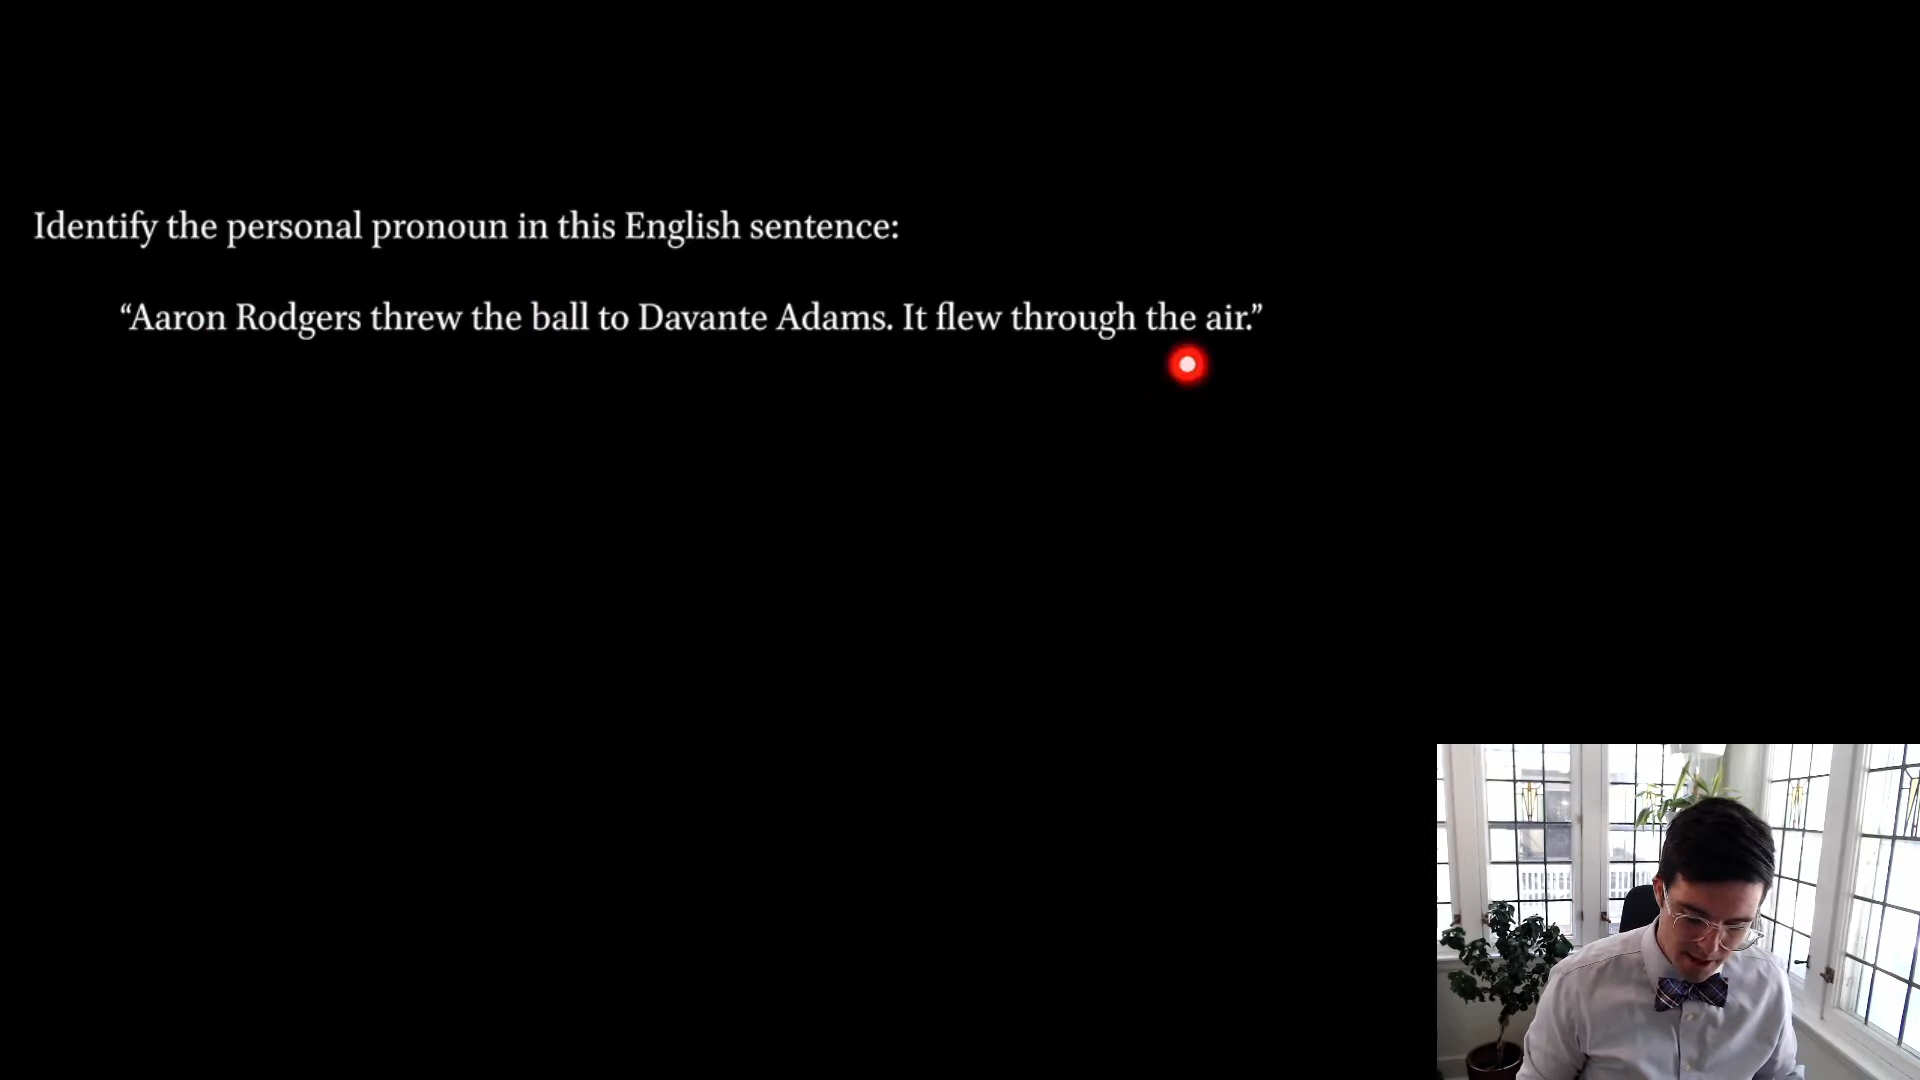 Identify the personal pronoun in this English sentence:
“Aaron Rodgers threw the ball to Davante Adams. It flew through the air.”